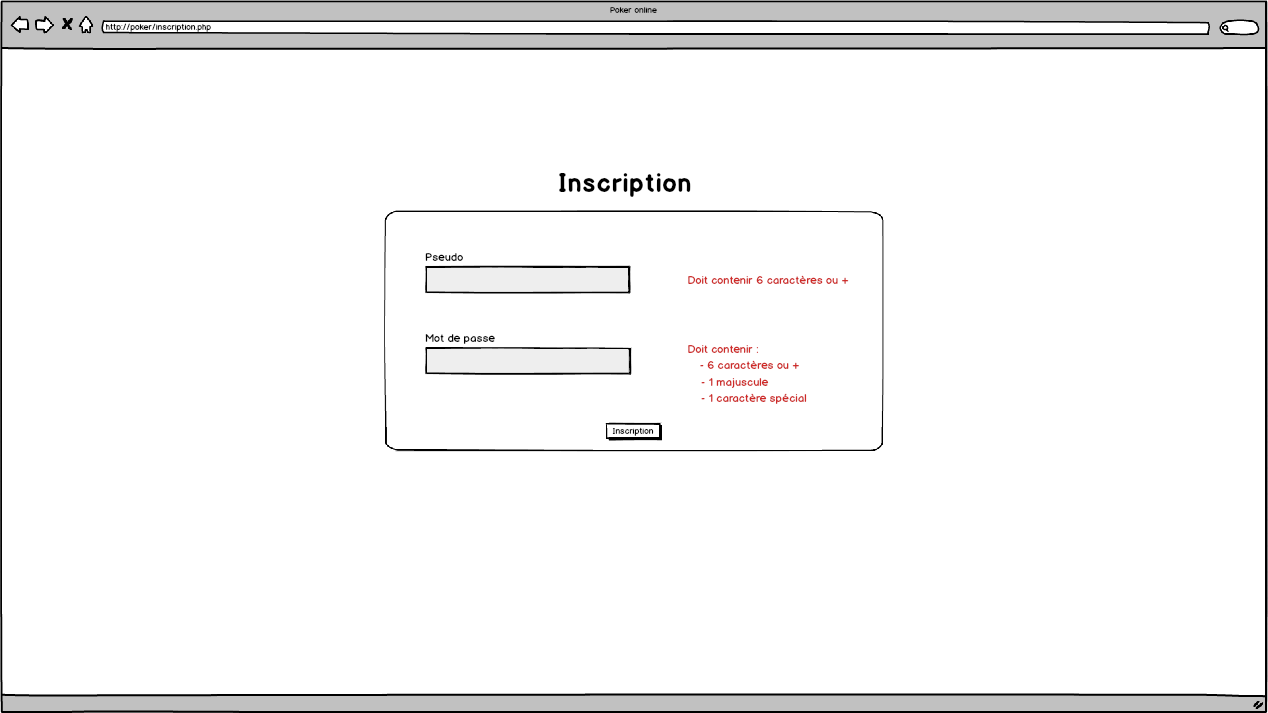 Poker online
http://poker/inscription.php
Inscription
Pseudo
Doit contenir 6 caractères ou +
Mot de passe
Doit contenir :
- 6 caractères ou +
- 1 majuscule
- 1 caractère spécial
Inscription